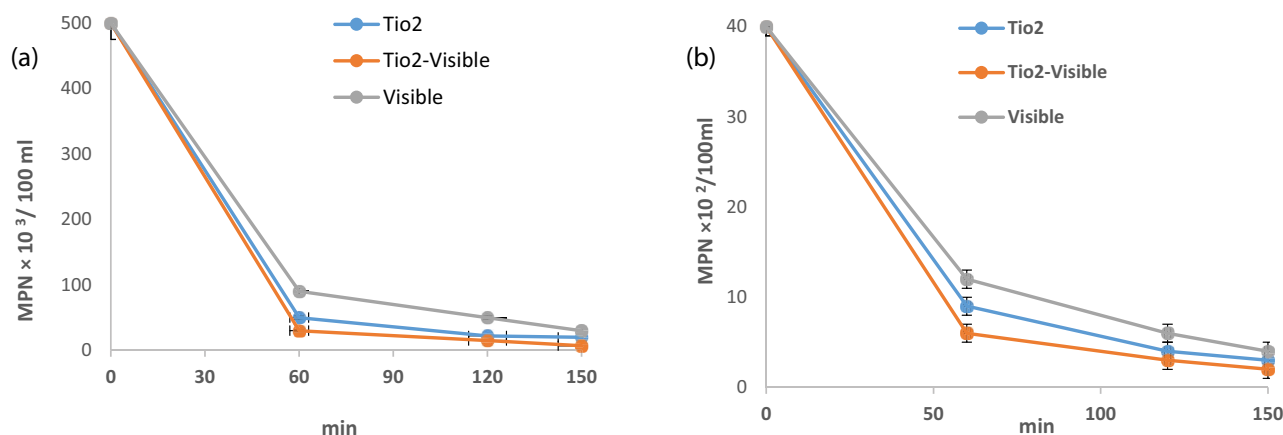 (a)
MPN × 10 ³/ 100 ml
500
400
300
200
100
0
0 30 60 90 120 150
min
Tio2
Tio2-Visible
Visible
(b)
MPN ×10 ²/100ml
40
30
20
10
0
0 50 100 150
min
Tio2
Tio2-Visible
Visible